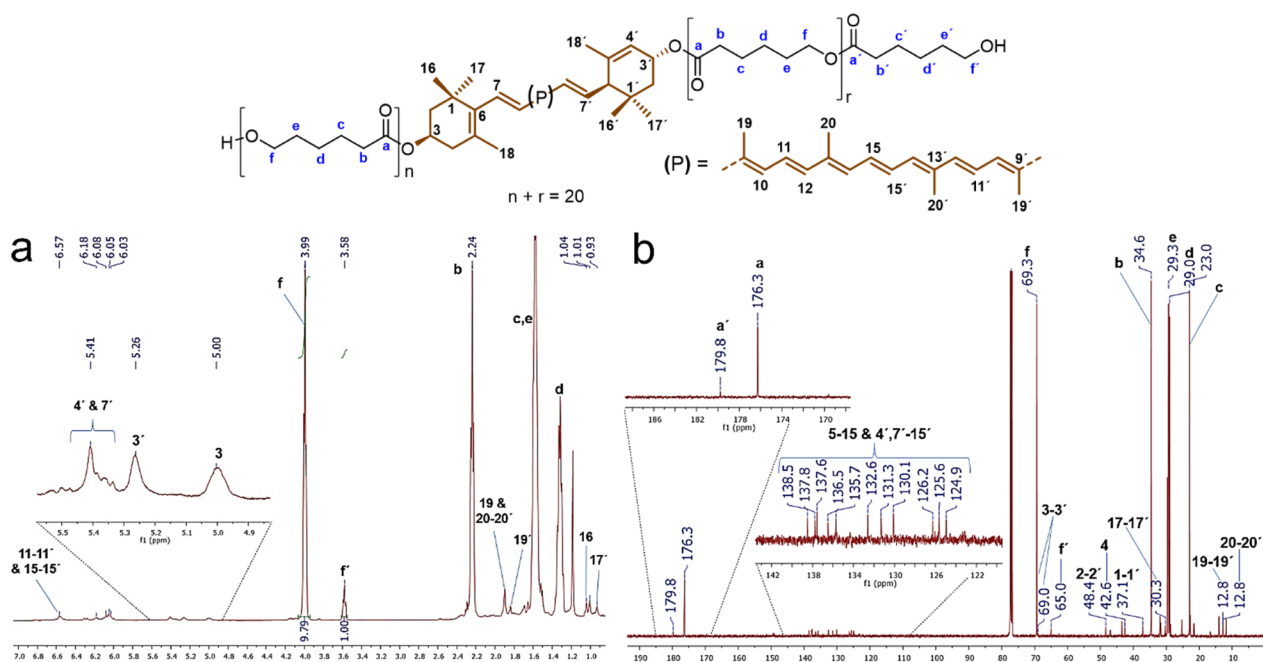 18´ 4´ O a b c d e f O a´ b´ c´ d´ e´ f´ OH
16 17 7 (P) 7´ 3´ O O r
1 6 1´
H O e c O 3 18 16´ 17´
f d b a O n
n + r = 20
(P) = 19 11 20 15 13´ 9´
10 12 15´ 20´ 11´ 19´
a
6.57 6.18 6.08 6.05 6.03 3.99 3.58 2.24 1.04 1.01 0.93
f b c,e d
5.41 5.26 5.00
4´ & 7´ 3´ 3
5.5 5.4 5.3 5.2 5.1 5.0 4.9
f1 (ppm)
11-11´
& 15-15´
f´
19 &
20-20´
19´ 16 17´
9.79 1.00
7.0 6.8 6.6 6.4 6.2 6.0 5.8 5.6 5.4 5.2 5.0 4.8 4.6 4.4 4.2 4.0 3.8 3.6 3.4 3.2 3.0 2.8 2.6 2.4 2.2 2.0 1.8 1.6 1.4 1.2 1.0 0.8
f1 (ppm)
b
a´ 179.8 a 176.3
186 183 180 177 174 171 168
f1 (ppm)
f 69.3 b 34.6 e 29.3 29.0 d 23.0 c
5-15 & 4´,7´-15´
138.5 137.8 137.6 136.5 135.7 132.6 131.3 130.1 126.2 125.6 124.9
142 138 134 130 126 122
f1 (ppm)
179.8 176.3
3-3´ f´ 2-2´ 4 1-1´ 17-17´ 19-19´ 20-20´
69.0 65.0 48.4 42.6 37.1 30.3 12.8 12.8
190 180 170 160 150 140 130 120 110 100 90 80 70 60 50 40 30 20 10
f1 (ppm)